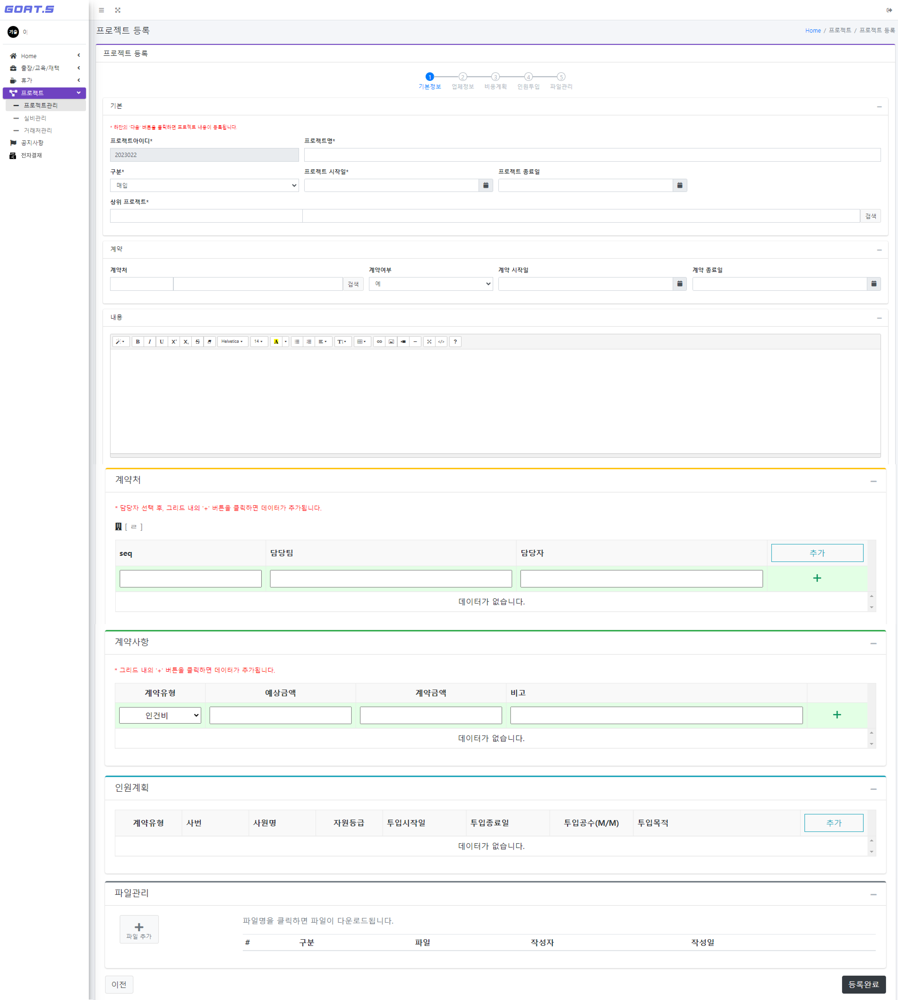 GOAT.S
기술 이
Home
출장/교육/재택
휴가
프로젝트
프로젝트관리
실비관리
거래처관리
공지사항
전자결재
프로젝트 등록
Home / 프로젝트 / 프로젝트 등록
프로젝트 등록
1 2 3 4 5
기본정보 업체정보 비용계획 인원투입 파일관리
기본
* 하단의 '다음' 버튼을 클릭하면 프로젝트 내용이 등록됩니다.
프로젝트아이디* 프로젝트명*
2023022
구분* 프로젝트 시작일* 프로젝트 종료일
매입
상위 프로젝트*
검색
계약
계약처 계약여부 계약 시작일 계약 종료일
검색 예
내용
B I U X² X₂ S Helvetica 14 A T </> ?
계약처
* 담당자 선택 후, 그리드 내의 '+' 버튼을 클릭하면 데이터가 추가됩니다.
[ ㄹ ]
seq 담당팀 담당자 추가
+
데이터가 없습니다.
계약사항
* 그리드 내의 '+' 버튼을 클릭하면 데이터가 추가됩니다.
계약유형 예상금액 계약금액 비고
인건비 +
데이터가 없습니다.
인원계획
계약유형 사번 사원명 자원등급 투입시작일 투입종료일 투입공수(M/M) 투입목적 추가
데이터가 없습니다.
파일관리
파일 추가
파일명을 클릭하면 파일이 다운로드됩니다.
# 구분 파일 작성자 작성일
이전
등록완료